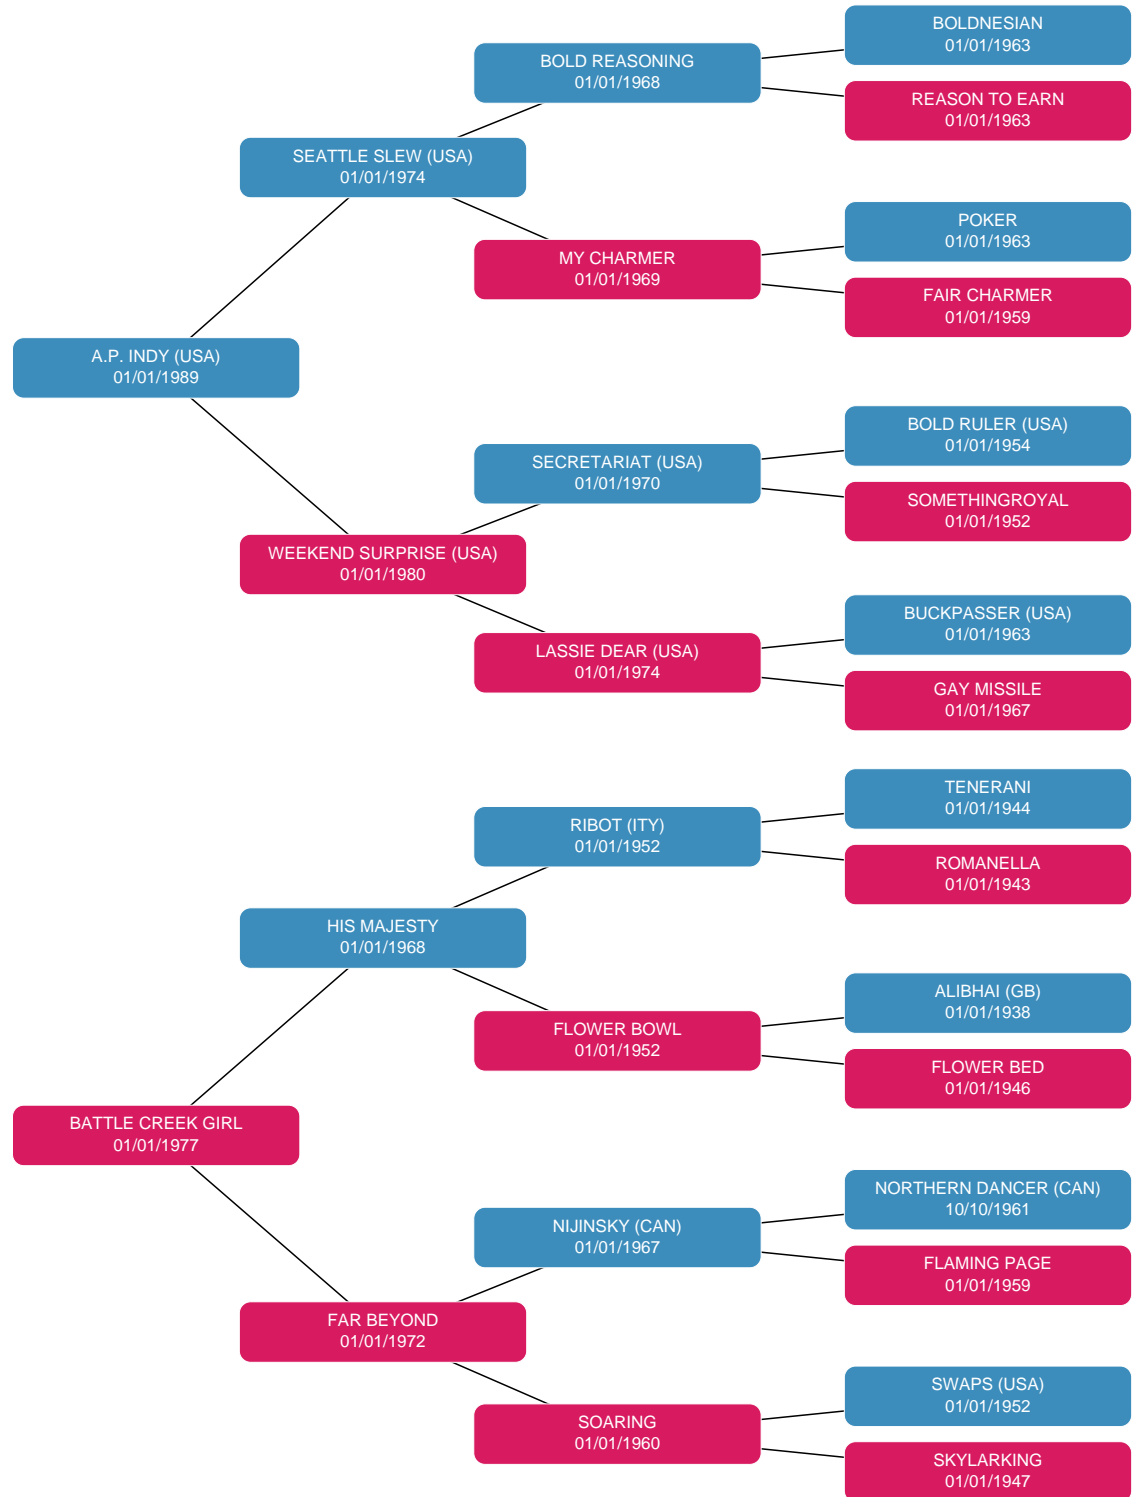 BOLDNESIAN
01/01/1963
BOLD REASONING
01/01/1968
REASON TO EARN
01/01/1963
SEATTLE SLEW (USA)
01/01/1974
POKER
01/01/1963
MY CHARMER
01/01/1969
FAIR CHARMER
01/01/1959
A.P. INDY (USA)
01/01/1989
BOLD RULER (USA)
01/01/1954
SECRETARIAT (USA)
01/01/1970
SOMETHINGROYAL
01/01/1952
WEEKEND SURPRISE (USA)
01/01/1980
BUCKPASSER (USA)
01/01/1963
LASSIE DEAR (USA)
01/01/1974
GAY MISSILE
01/01/1967
TENERANI
01/01/1944
RIBOT (ITY)
01/01/1952
ROMANELLA
01/01/1943
HIS MAJESTY
01/01/1968
ALIBHAI (GB)
01/01/1938
FLOWER BOWL
01/01/1952
FLOWER BED
01/01/1946
BATTLE CREEK GIRL
01/01/1977
NORTHERN DANCER (CAN)
10/10/1961
NIJINSKY (CAN)
01/01/1967
FLAMING PAGE
01/01/1959
FAR BEYOND
01/01/1972
SWAPS (USA)
01/01/1952
SOARING
01/01/1960
SKYLARKING
01/01/1947